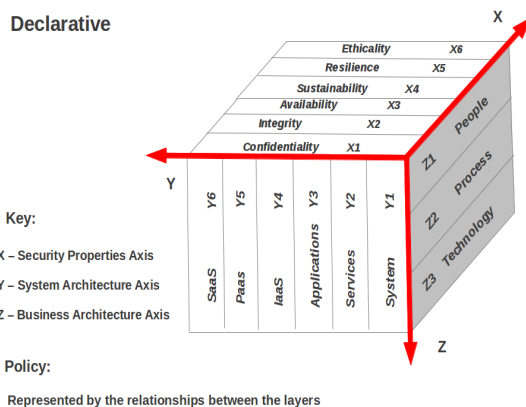 Declarative
X
Ethicality X6
Resilience X5
Sustainability X4
Availability X3
Integrity X2
Confidentiality X1
Y
Z1 People
Z2 Process
Z3 Technology
SaaS Y6
Paas Y5
IaaS Y4
Applications Y3
Services Y2
System Y1
Z
Key:
X – Security Properties Axis
Y – System Architecture Axis
Z – Business Architecture Axis
Policy:
Represented by the relationships between the layers